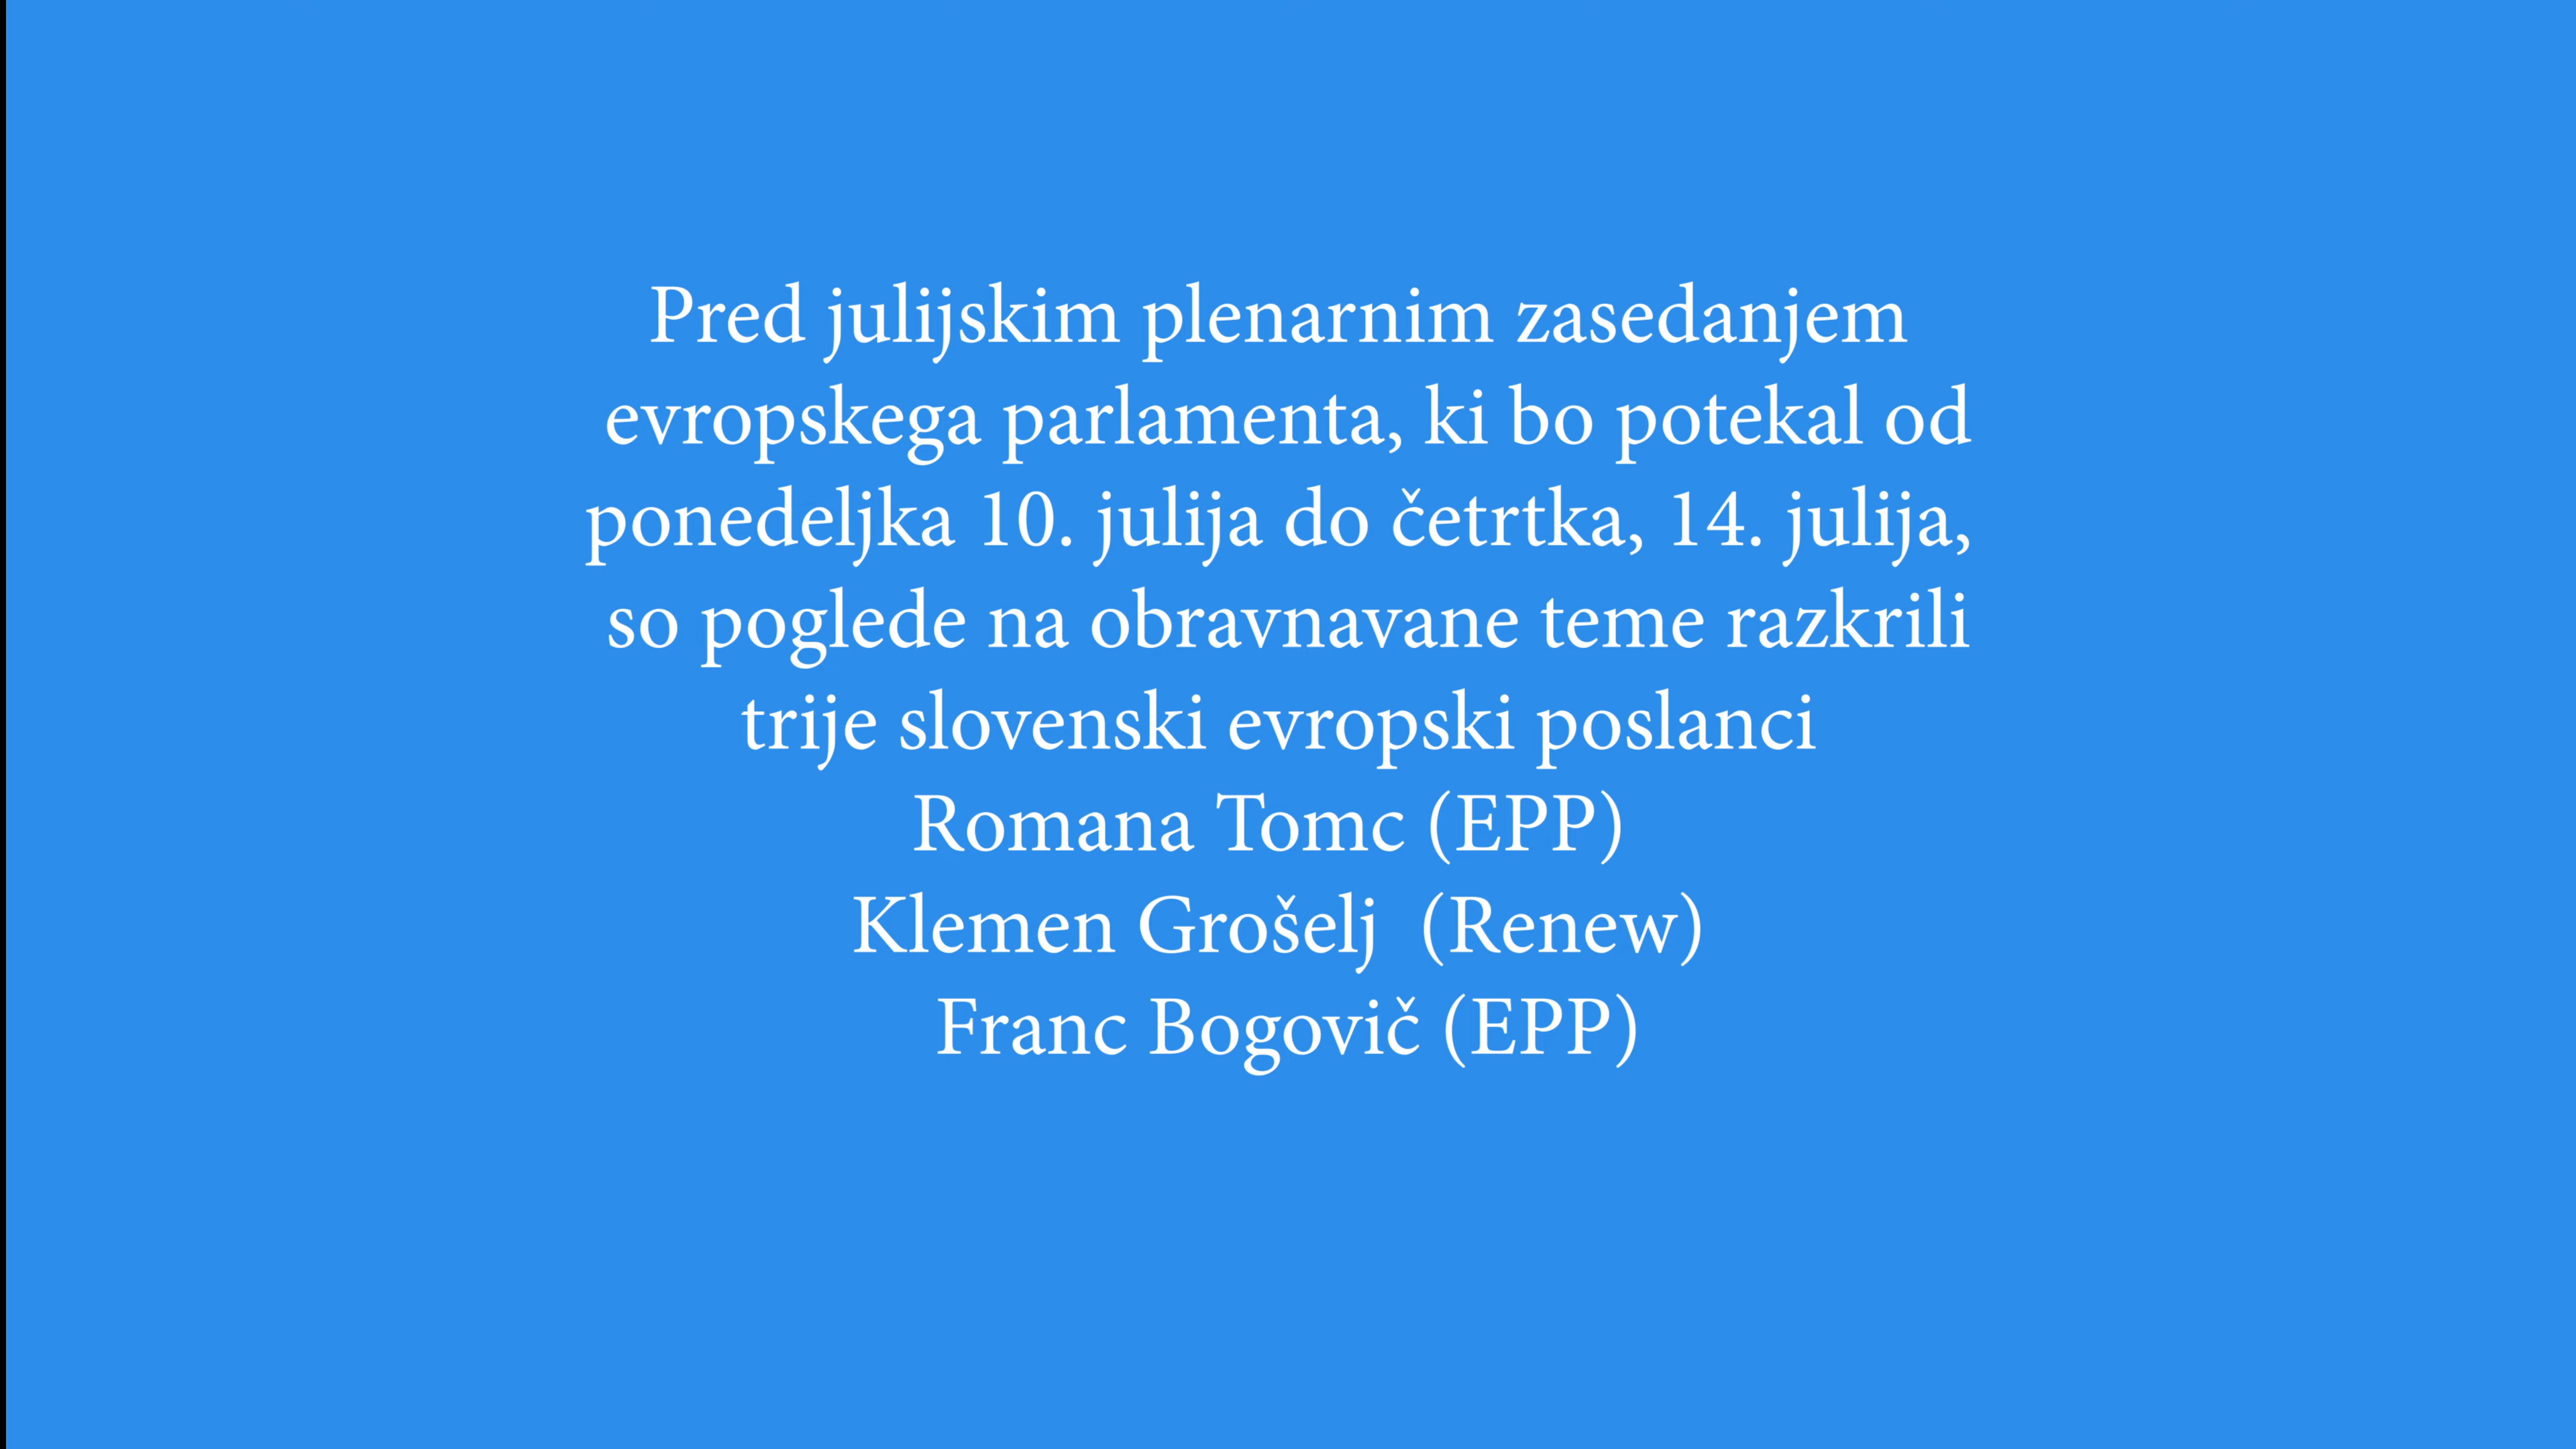 Pred julijskim plenarnim zasedanjem
evropskega parlamenta, ki bo potekal od
ponedeljka 10. julija do četrtka, 14. julija,
so poglede na obravnavane teme razkrili
trije slovenski evropski poslanci
Romana Tomc (EPP)
Klemen Grošelj  (Renew)
Franc Bogovič (EPP)